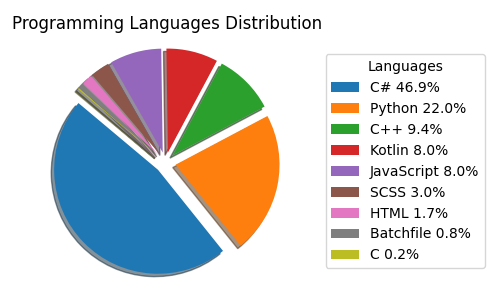 Programming Languages Distribution
Languages
C# 46.9%
Python 22.0%
C++ 9.4%
Kotlin 8.0%
JavaScript 8.0%
SCSS 3.0%
HTML 1.7%
Batchfile 0.8%
C 0.2%